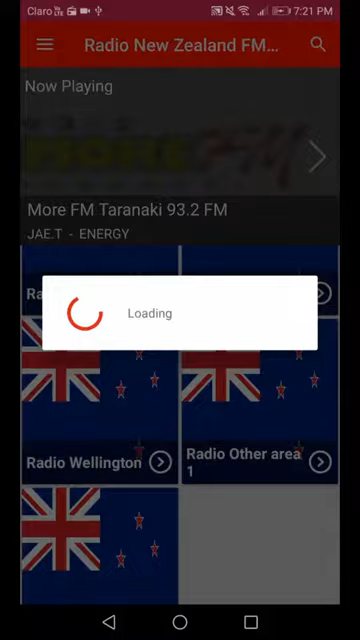 Claro
7:21 PM
Radio New Zealand FM...
Now Playing
More FM Taranaki 93.2 FM
JAE.T - ENERGY
Ra
Loading
Radio Wellington
Radio Other area
1